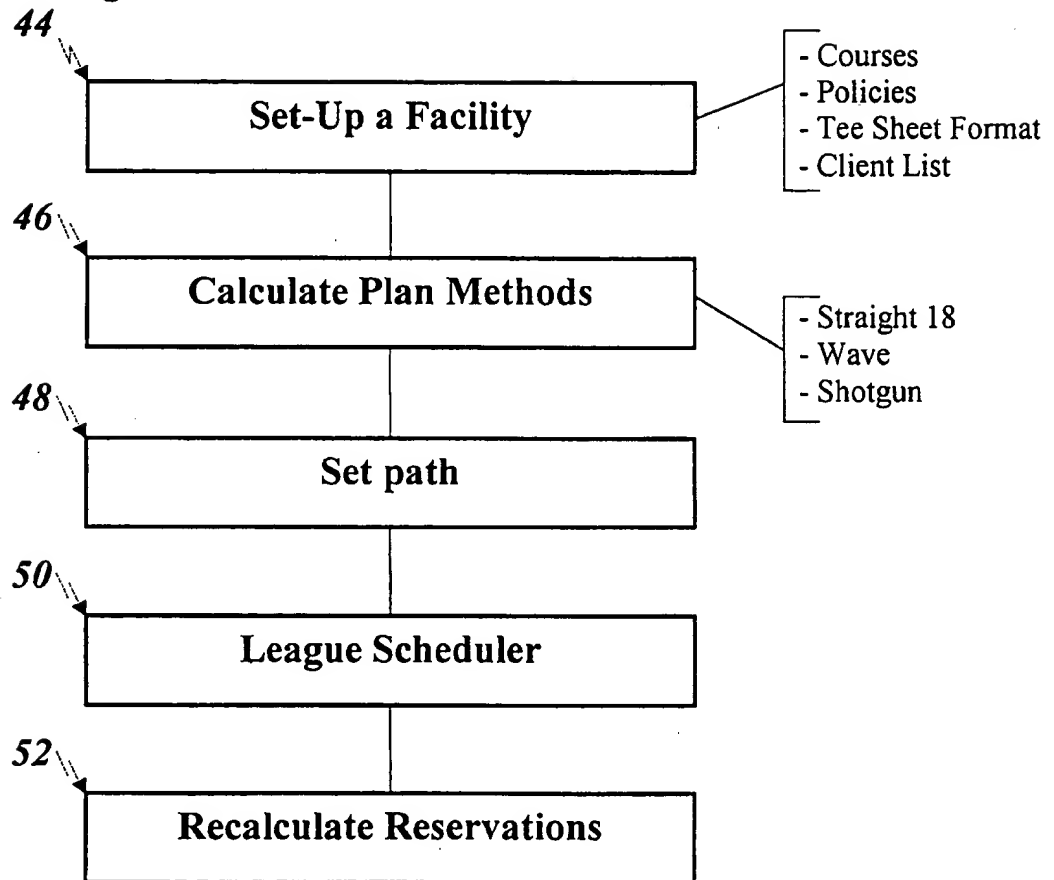 44
Set-Up a Facility
- Courses
- Policies
- Tee Sheet Format
- Client List
46
Calculate Plan Methods
- Straight 18
- Wave
- Shotgun
48
Set path
50
League Scheduler
52
Recalculate Reservations